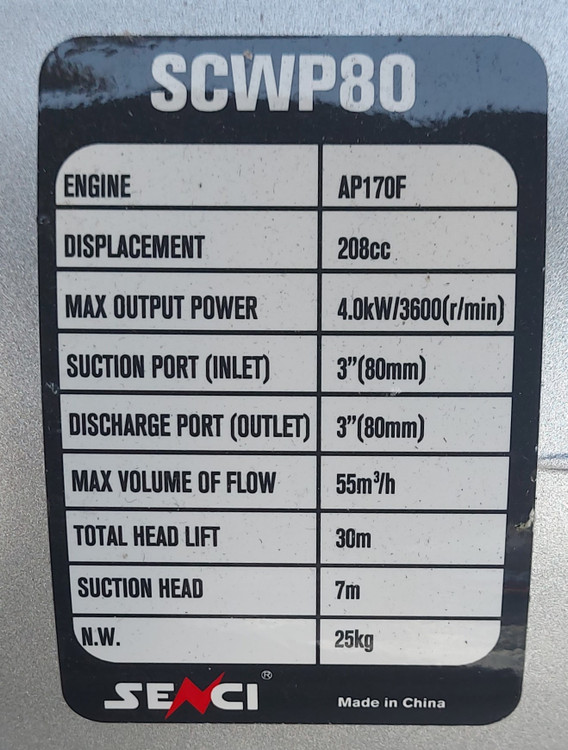 SCWP80
ENGINE AP170F
DISPLACEMENT 208cc
MAX OUTPUT POWER 4.0kW/3600(r/min)
SUCTION PORT (INLET) 3”(80mm)
DISCHARGE PORT (OUTLET) 3”(80mm)
MAX VOLUME OF FLOW 55m³/h
TOTAL HEAD LIFT 30m
SUCTION HEAD 7m
N.W. 25kg
SENCI ® Made in China